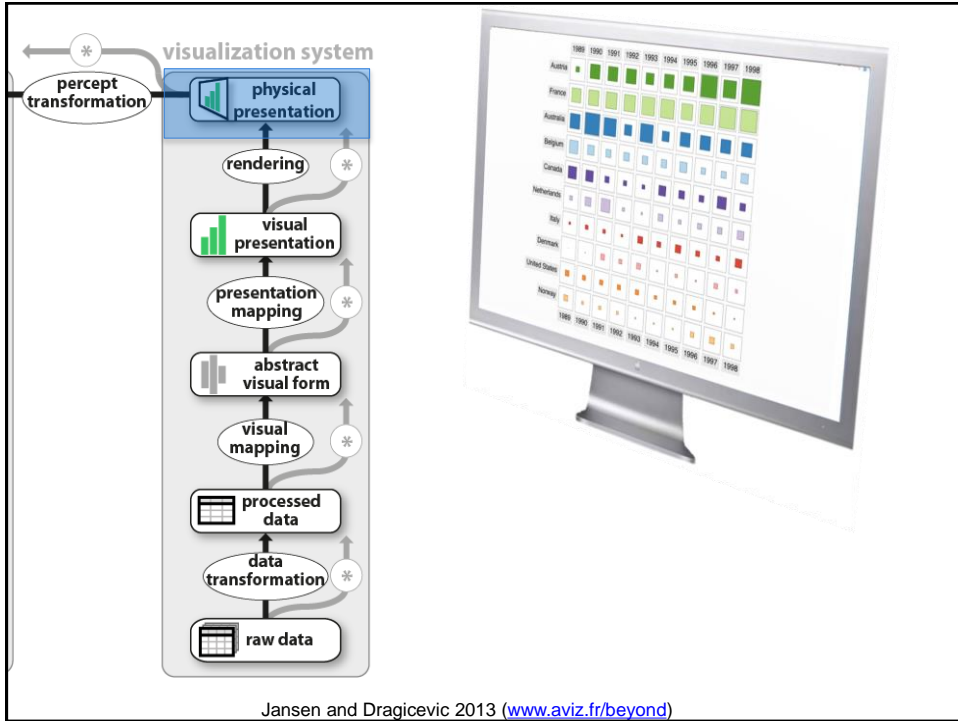 visualization system
*
percept
transformation
physical
presentation
rendering
*
visual
presentation
presentation
mapping
*
abstract
visual form
visual
mapping
*
processed
data
data
transformation
*
raw data
1989 1990 1991 1992 1993 1994 1995 1996 1997 1998
Austria
France
Australia
Belgium
Canada
Netherlands
Italy
Denmark
United States
Norway
1989 1990 1991 1992 1993 1994 1995 1996 1997 1998
Jansen and Dragicevic 2013 (www.aviz.fr/beyond)